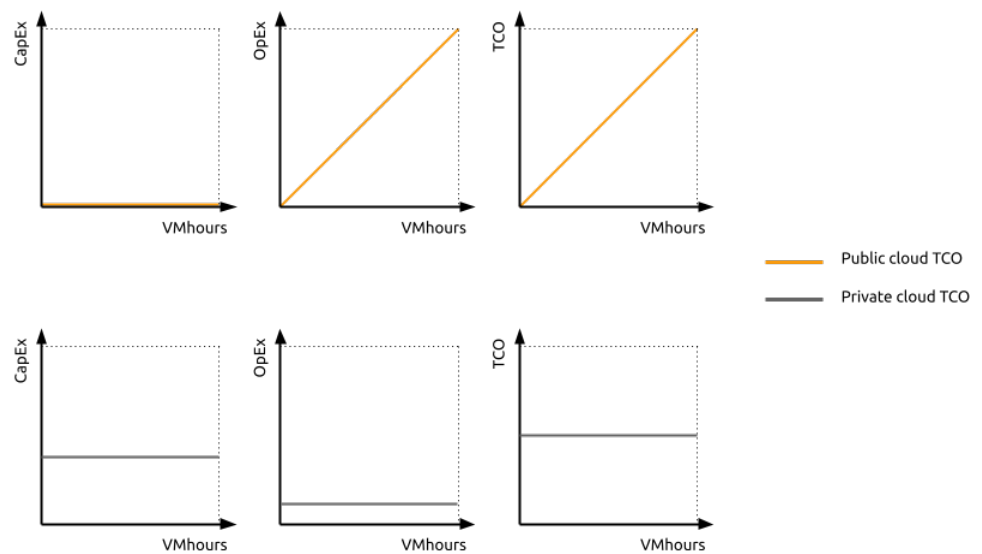 CapEx
VMhours
OpEx
VMhours
TCO
VMhours
Public cloud TCO
Private cloud TCO
CapEx
VMhours
OpEx
VMhours
TCO
VMhours